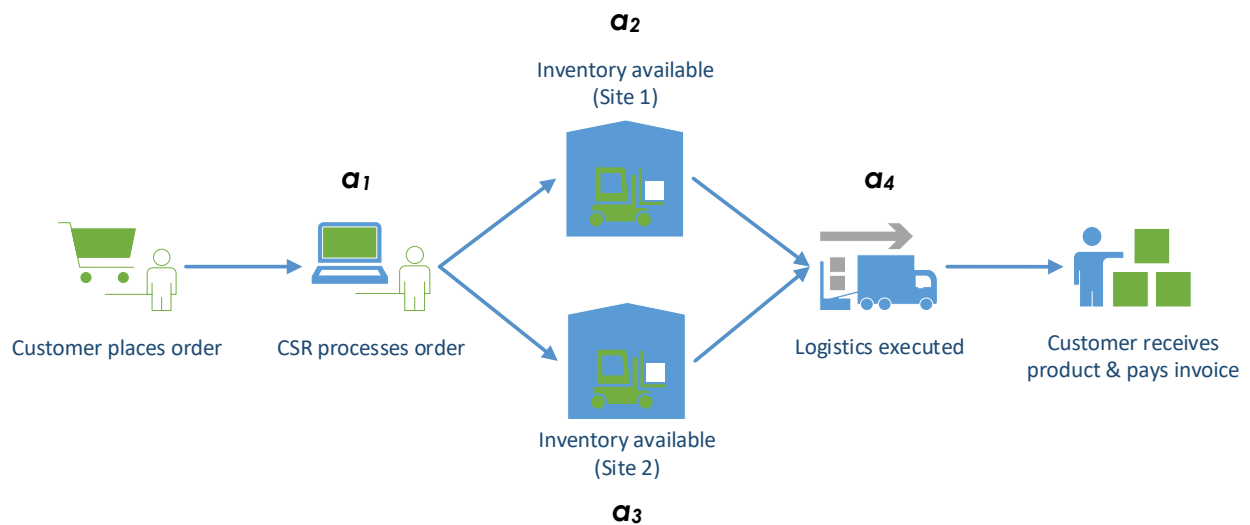 a2
Inventory available
(Site 1)
a1
a4
Customer places order
CSR processes order
Logistics executed
Customer receives
product & pays invoice
Inventory available
(Site 2)
a3